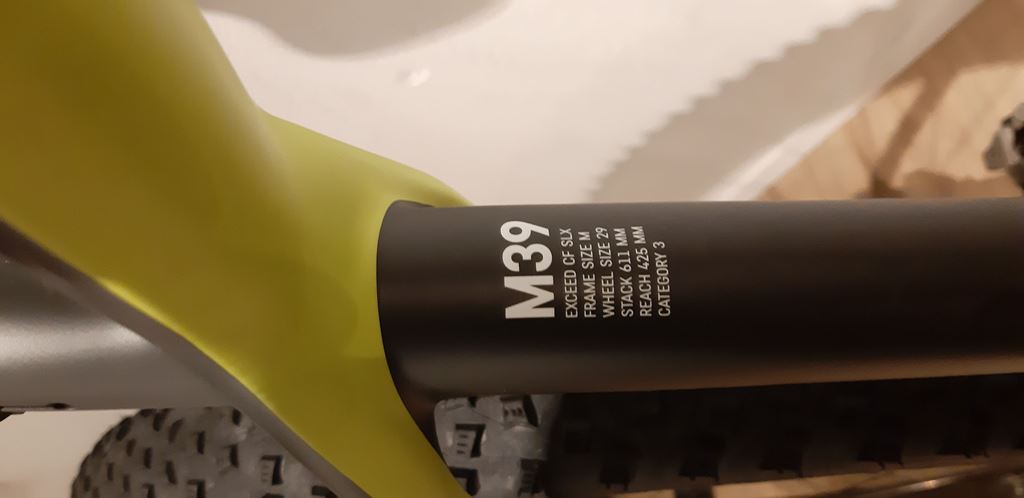 M39
EXCEED CF SLX
FRAME SIZE M
WHEEL SIZE 29
STACK 611 MM
REACH 425 MM
CATEGORY 3